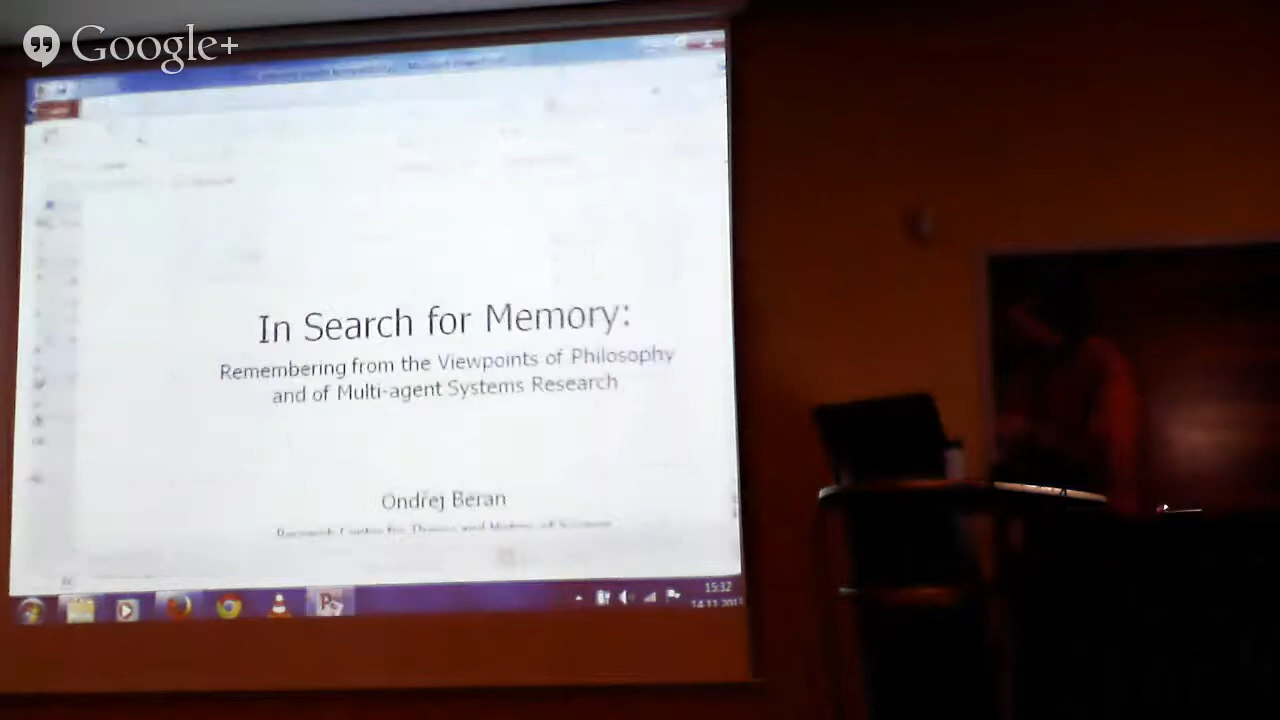 Google+
In Search for Memory:
Remembering from the Viewpoints of Philosophy
and of Multi-agent Systems Research
Ondřej Beran
15:32